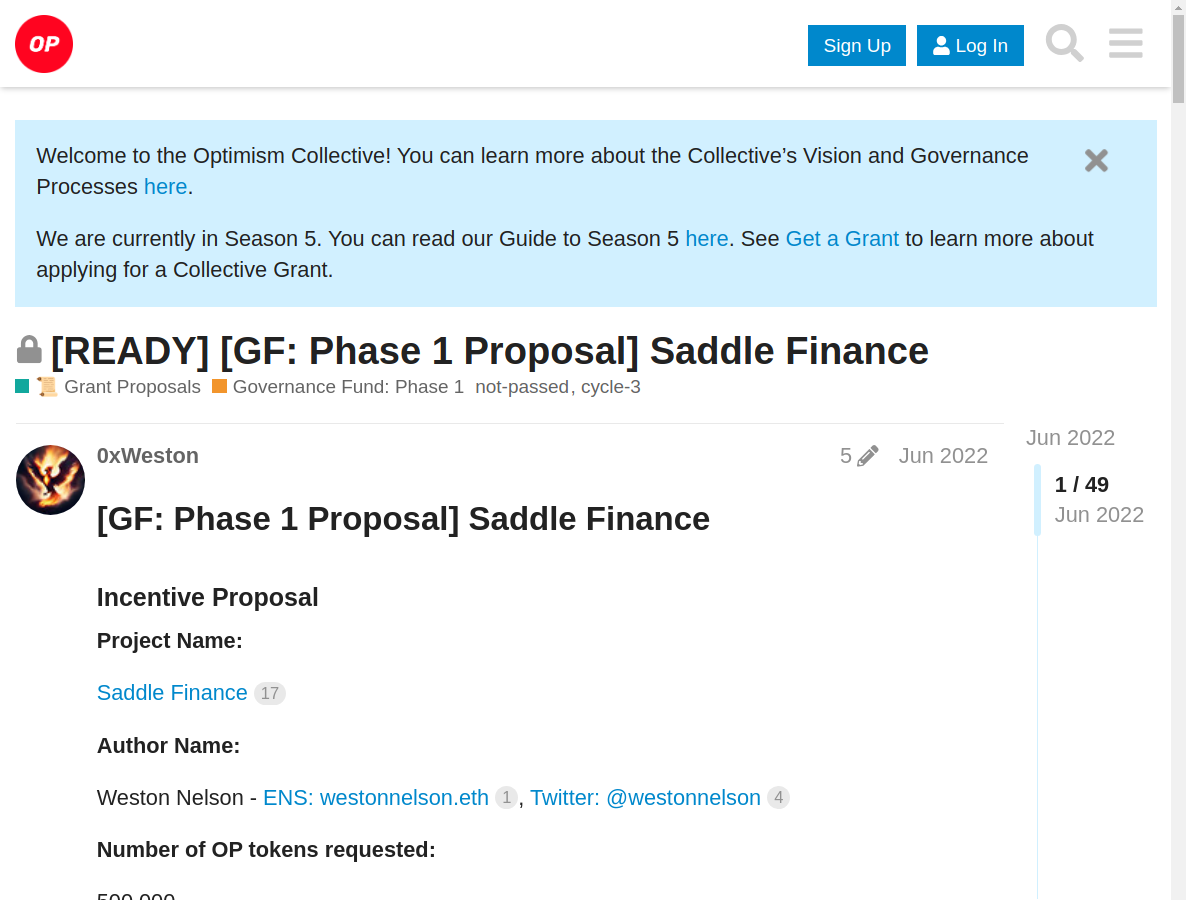 OP
Sign Up
Log In
Welcome to the Optimism Collective! You can learn more about the Collective’s Vision and Governance
Processes here.
We are currently in Season 5. You can read our Guide to Season 5 here. See Get a Grant to learn more about
applying for a Collective Grant.
[READY] [GF: Phase 1 Proposal] Saddle Finance
Grant Proposals Governance Fund: Phase 1 not-passed, cycle-3
0xWeston 5 Jun 2022
Jun 2022
1 / 49
Jun 2022
[GF: Phase 1 Proposal] Saddle Finance
Incentive Proposal
Project Name:
Saddle Finance 17
Author Name:
Weston Nelson - ENS: westonnelson.eth 1, Twitter: @westonnelson 4
Number of OP tokens requested:
500,000